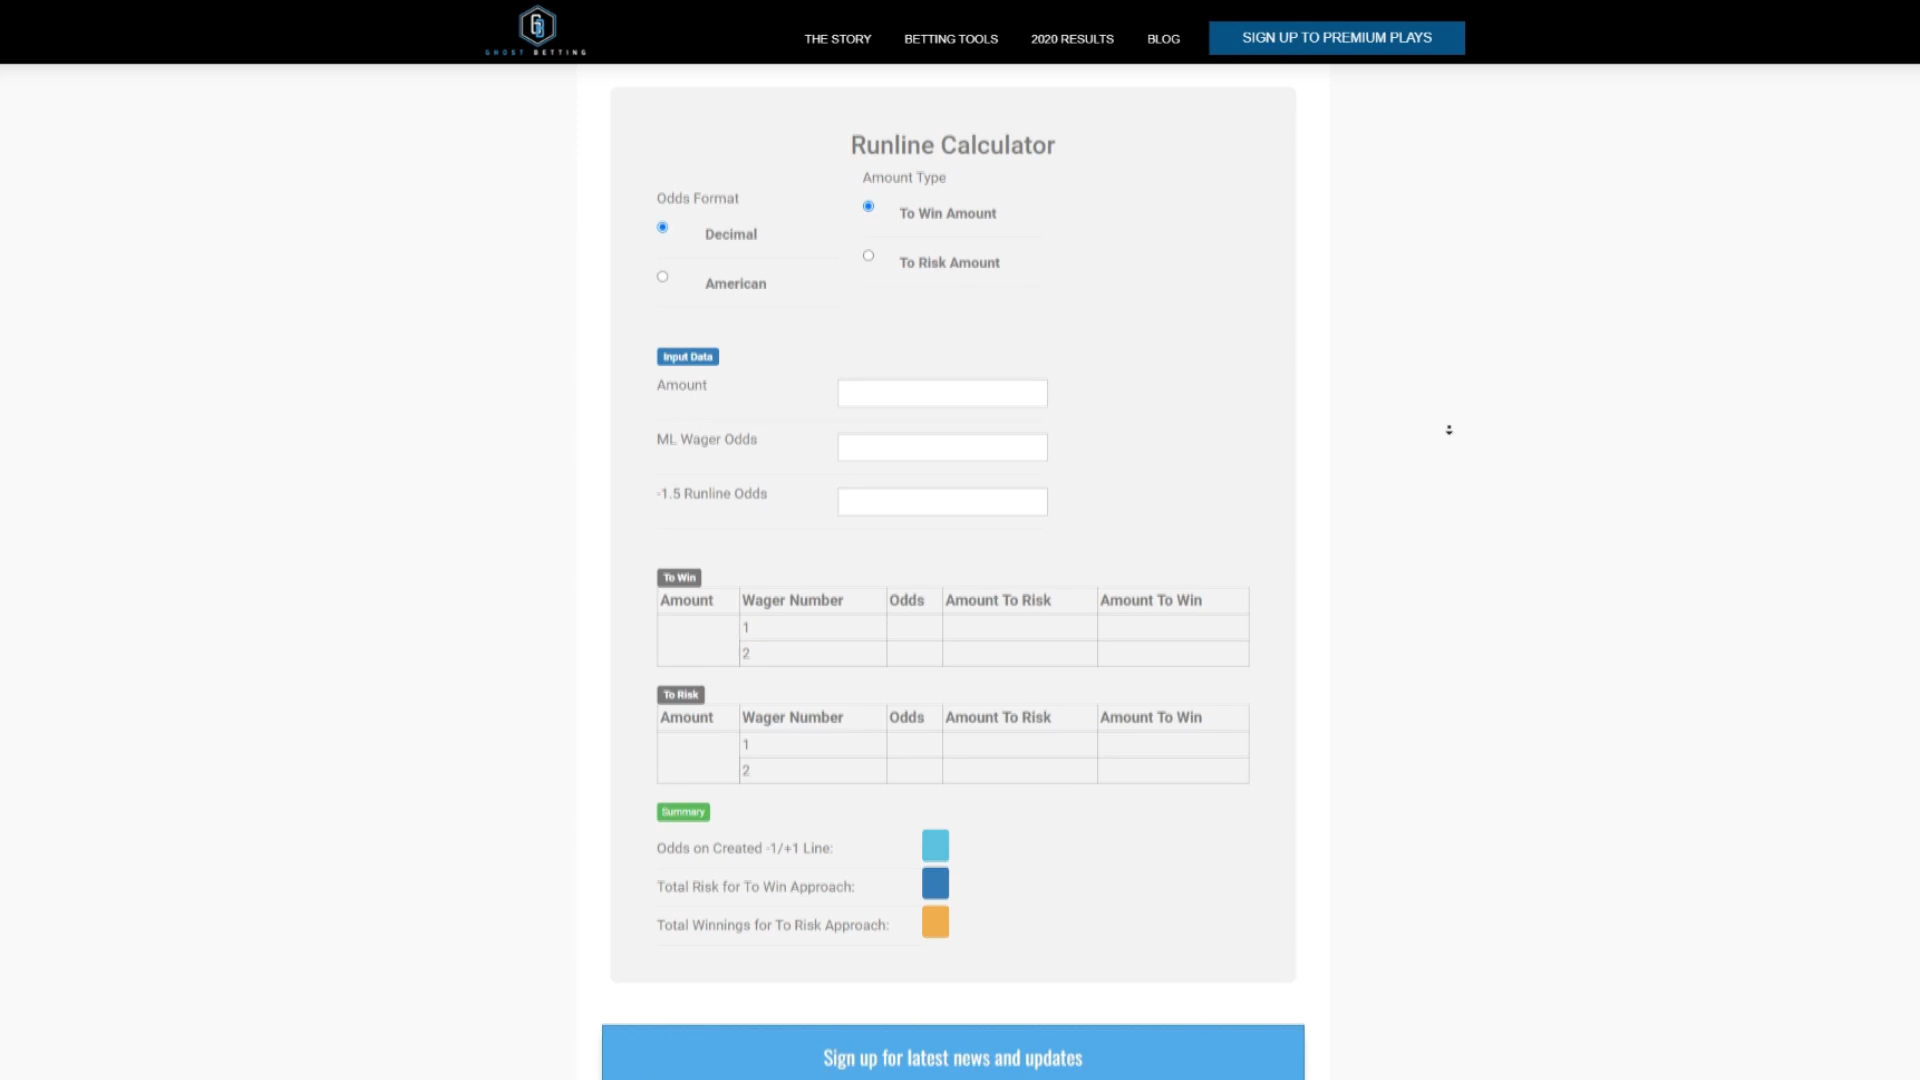 GHOST BETTING
THE STORY
BETTING TOOLS
2020 RESULTS
BLOG
SIGN UP TO PREMIUM PLAYS
Runline Calculator
Odds Format
Decimal
American
Amount Type
To Win Amount
To Risk Amount
Input Data
Amount
ML Wager Odds
-1.5 Runline Odds
To Win
Amount Wager Number Odds Amount To Risk Amount To Win
1
2
To Risk
Amount Wager Number Odds Amount To Risk Amount To Win
1
2
Summary
Odds on Created -1/+1 Line:
Total Risk for To Win Approach:
Total Winnings for To Risk Approach:
Sign up for latest news and updates